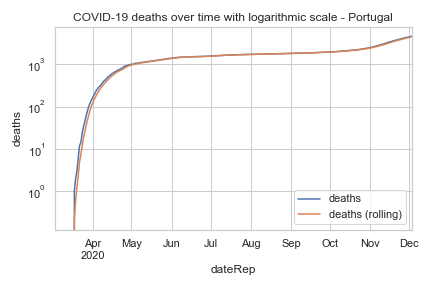 COVID-19 deaths over time with logarithmic scale - Portugal
deaths
10³
10²
10¹
10⁰
deaths
deaths (rolling)
Apr May Jun Jul Aug Sep Oct Nov Dec
2020
dateRep